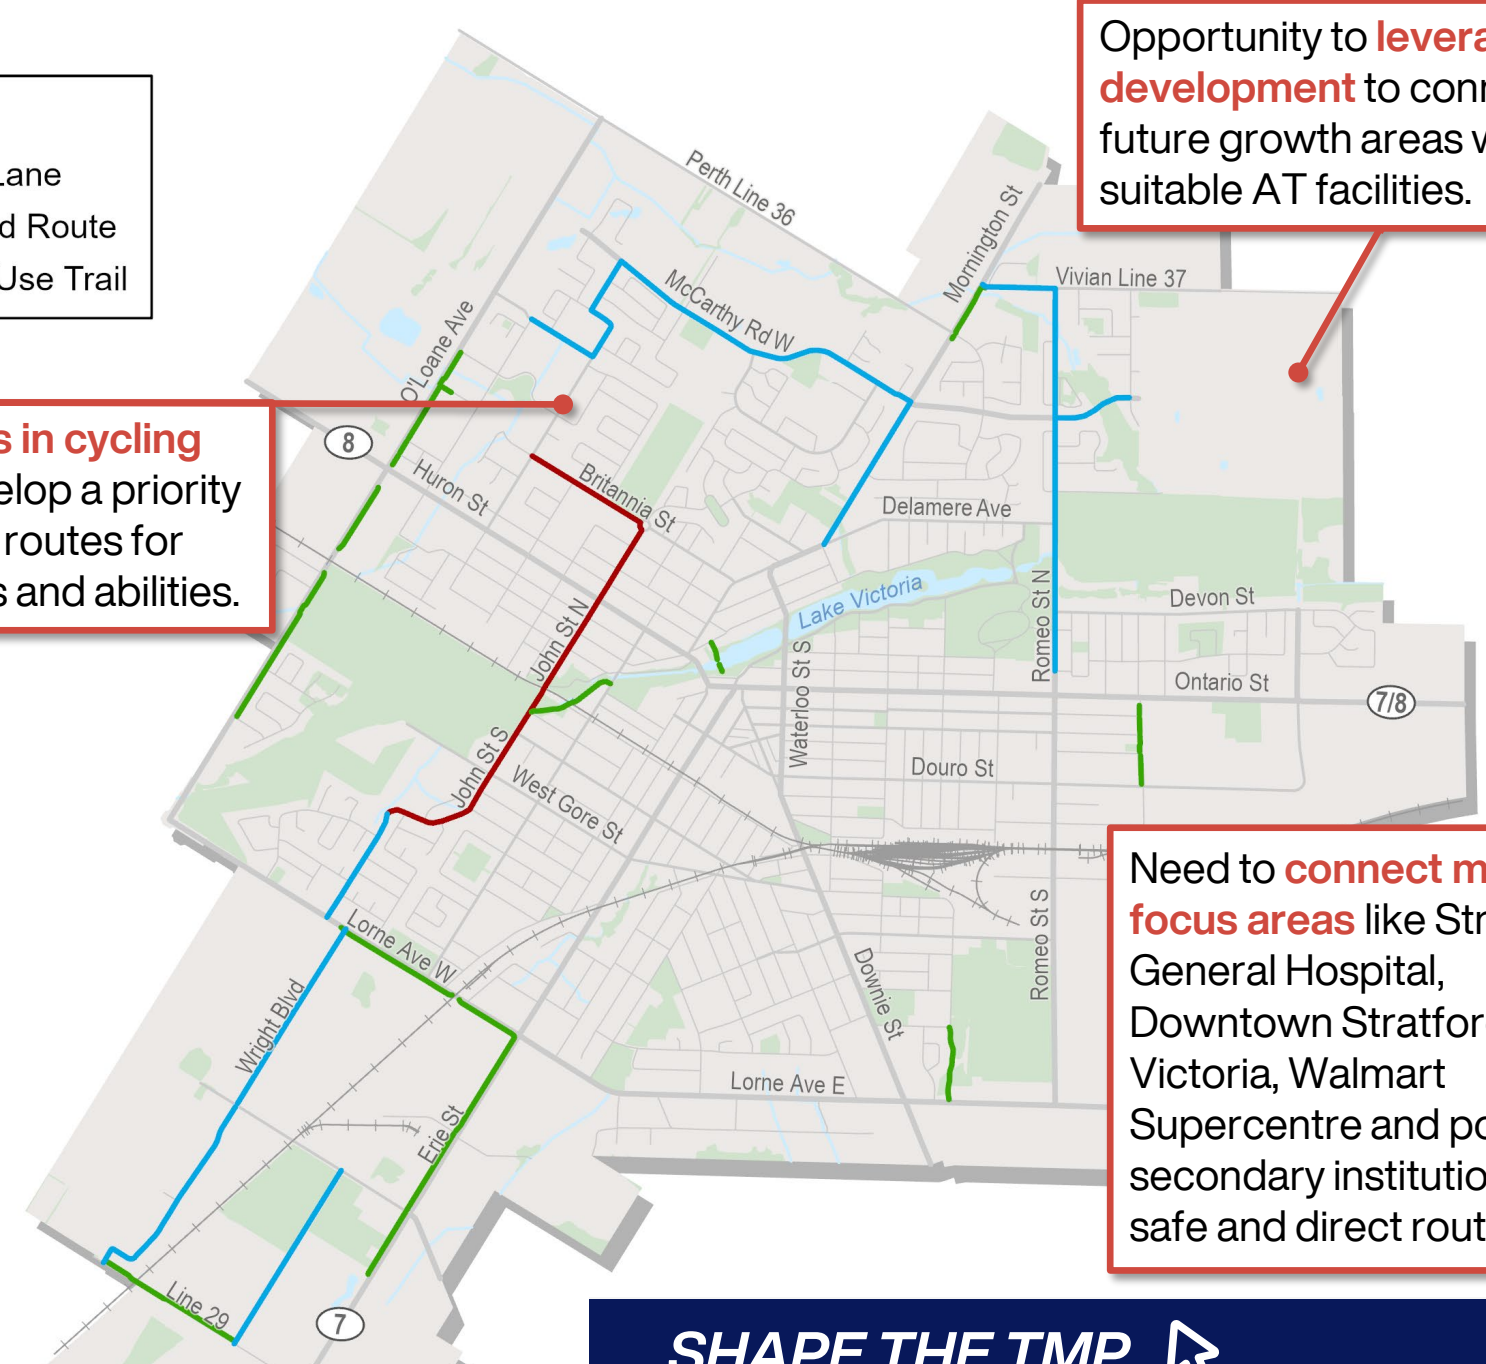 Lane
d Route
Use Trail
Opportunity to levera
development to conn
future growth areas w
suitable AT facilities.
s in cycling
elop a priority
routes for
s and abilities.
Need to connect m
focus areas like Str
General Hospital,
Downtown Stratfor
Victoria, Walmart
Supercentre and po
secondary institutio
safe and direct rout
Perth Line 36
Mornington St
Vivian Line 37
McCarthy Rd W
O'Loane Ave
8
Huron St
Britannia St
Delamere Ave
Lake Victoria
Romeo St N
Devon St
John St N
Waterloo St S
Ontario St
7/8
John St S
West Gore St
Douro St
Lorne Ave W
Downie St
Romeo St S
Wright Blvd
Lorne Ave E
Erie St
Line 29
7
SHAPE THE TMP